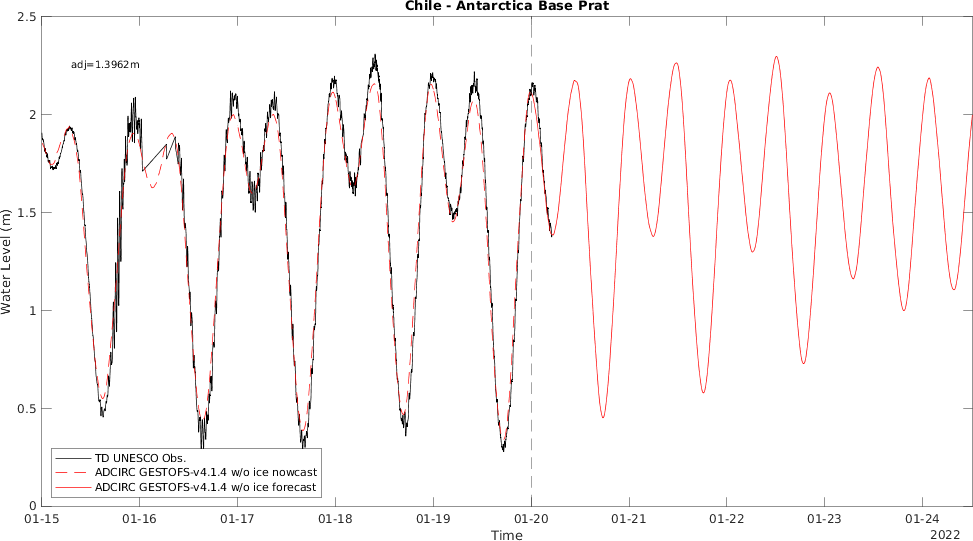 Chile - Antarctica Base Prat
2.5
adj=1.3962m
2
1.5
Water Level (m)
1
0.5
TD UNESCO Obs.
ADCIRC GESTOFS-v4.1.4 w/o ice nowcast
ADCIRC GESTOFS-v4.1.4 w/o ice forecast
0
01-15 01-16 01-17 01-18 01-19 01-20 01-21 01-22 01-23 01-24
Time
2022